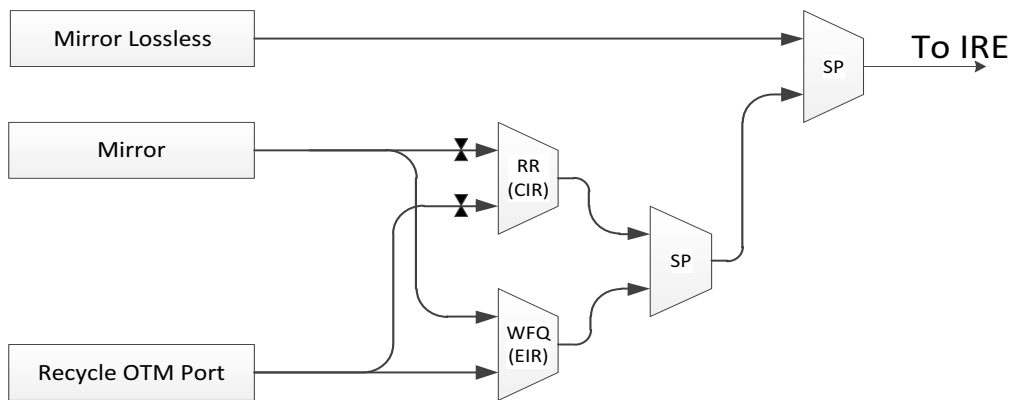 Mirror Lossless
SP
To IRE
Mirror
RR
(CIR)
SP
WFQ
(EIR)
Recycle OTM Port